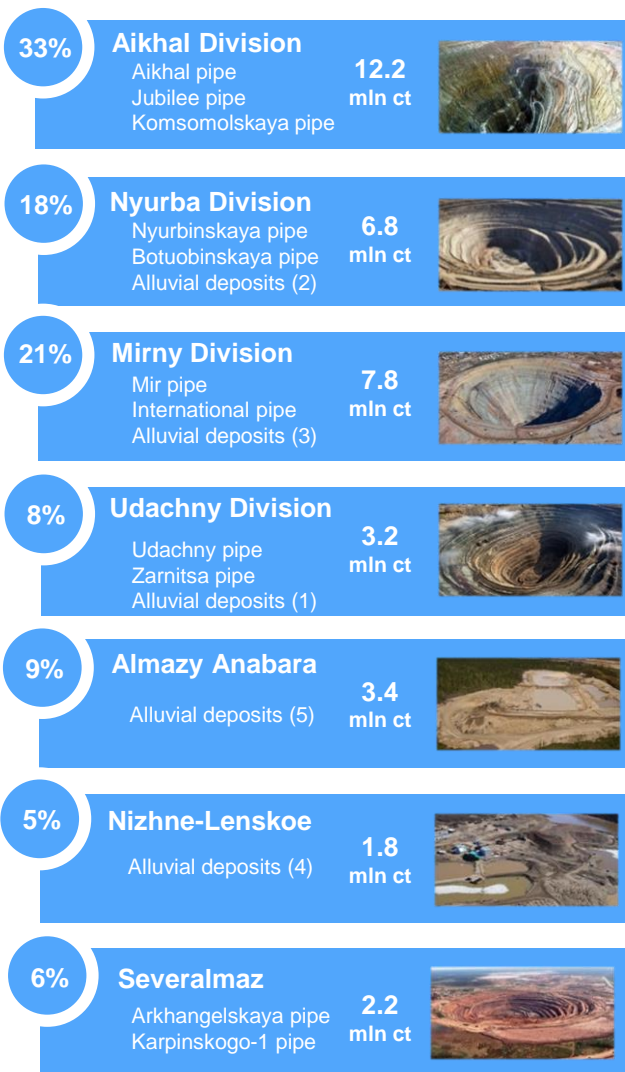 33%
Aikhal Division
Aikhal pipe
Jubilee pipe
Komsomolskaya pipe
12.2
mln ct
18%
Nyurba Division
Nyurbinskaya pipe
Botuobinskaya pipe
Alluvial deposits (2)
6.8
mln ct
21%
Mirny Division
Mir pipe
International pipe
Alluvial deposits (3)
7.8
mln ct
8%
Udachny Division
Udachny pipe
Zarnitsa pipe
Alluvial deposits (1)
3.2
mln ct
9%
Almazy Anabara
Alluvial deposits (5)
3.4
mln ct
5%
Nizhne-Lenskoe
Alluvial deposits (4)
1.8
mln ct
6%
Severalmaz
Arkhangelskaya pipe
Karpinskogo-1 pipe
2.2
mln ct